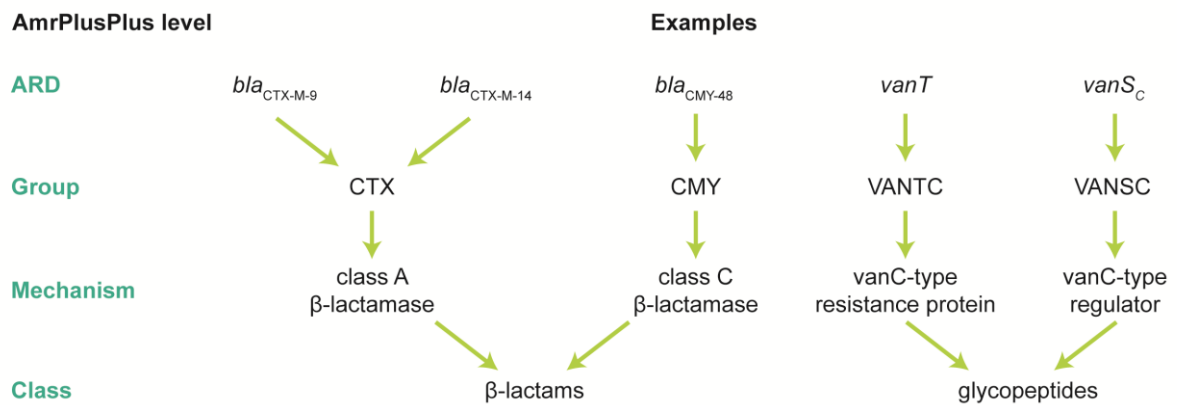 AmrPlusPlus level Examples
ARD blaCTX-M-9 blaCTX-M-14 blaCMY-48 vanT vanSC
Group CTX CMY VANTC VANSC
Mechanism class A β-lactamase class C β-lactamase vanC-type resistance protein vanC-type regulator
Class β-lactams glycopeptides